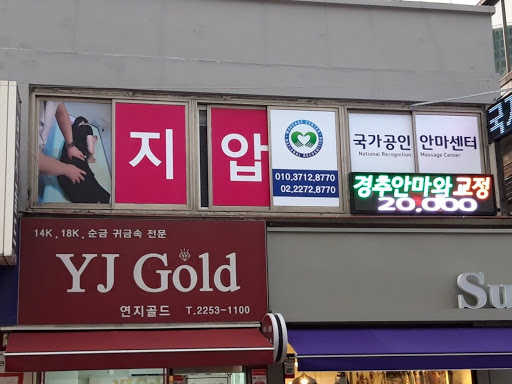 지압
국가공인 안마센터
National Recognition Massage Center
010.3712.8770
02.2272.8770
경추안마와 교정
20,000
국가
14K, 18K, 순금 귀금속 전문
YJ Gold
연지골드 T.2253-1100
Su